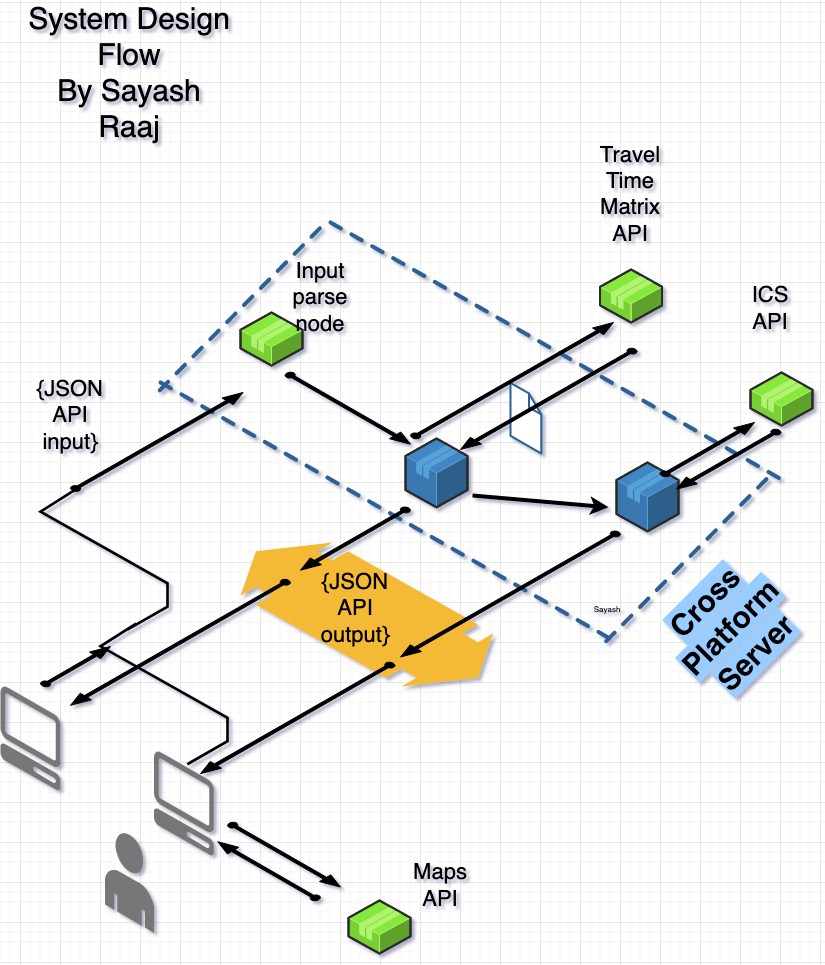 System Design
Flow
By Sayash
Raaj
Travel
Time
Matrix
API
Input
parse
node
ICS
API
{JSON
API
input}
{JSON
API
output}
Sayash
Cross
Platform
Server
Maps
API